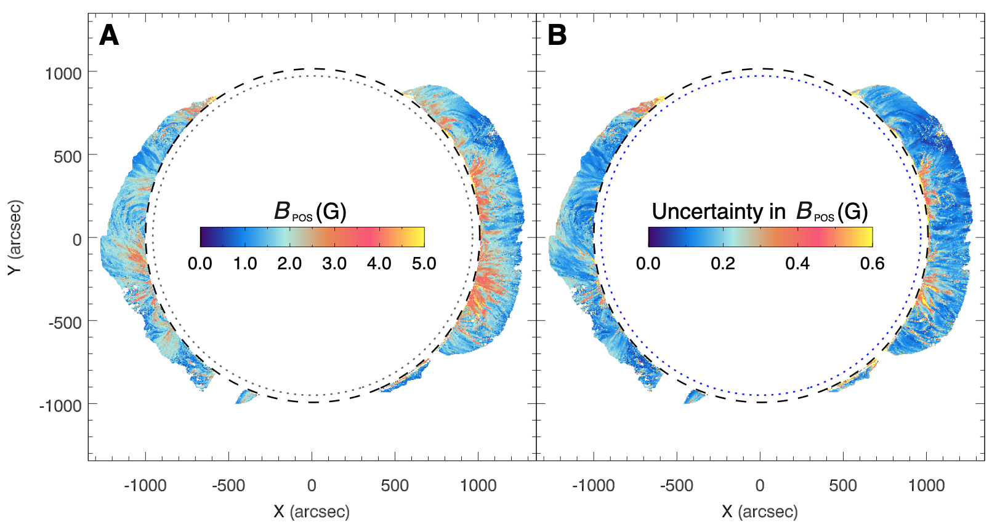 A
B
1000
500
0
-500
-1000
Y (arcsec)
B POS (G)
0.0 1.0 2.0 3.0 4.0 5.0
Uncertainty in B POS (G)
0.0 0.2 0.4 0.6
-1000 -500 0 500 1000
-1000 -500 0 500 1000
X (arcsec)
X (arcsec)